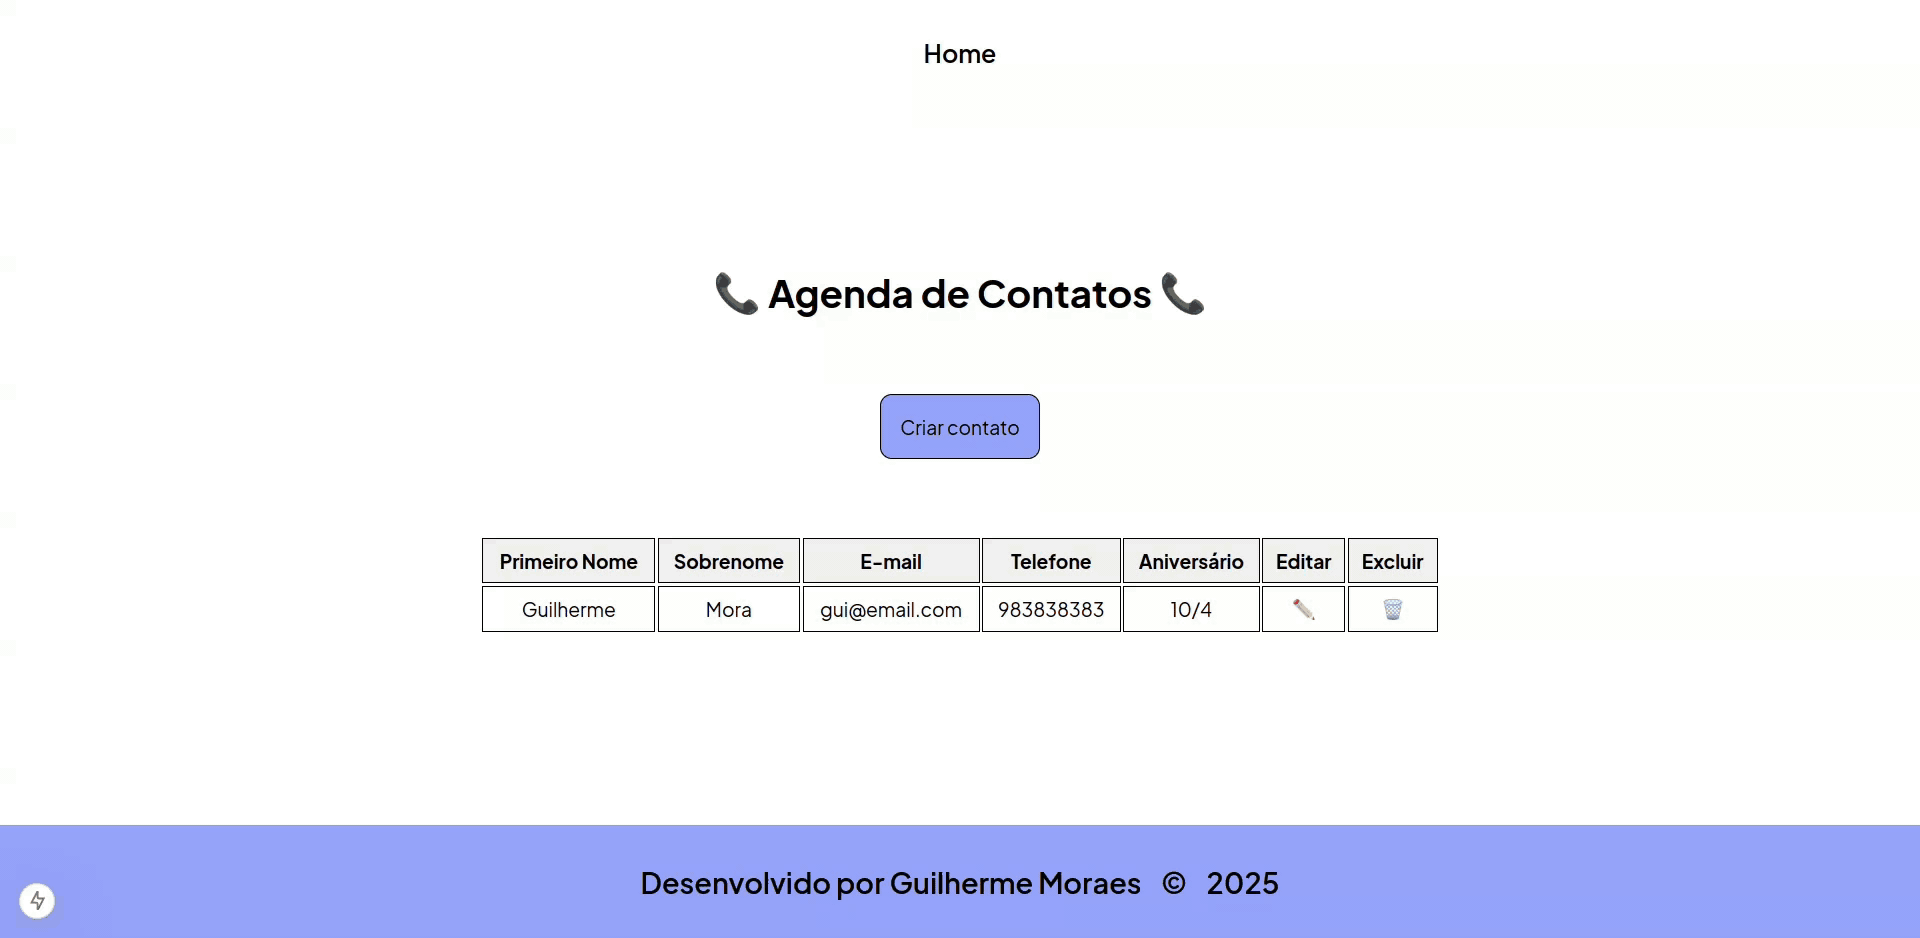 Home
📞 Agenda de Contatos 📞
Criar contato
Primeiro Nome Sobrenome E-mail Telefone Aniversário Editar Excluir
Guilherme Mora gui@email.com 983838383 10/4 ✏️ 🗑️
Desenvolvido por Guilherme Moraes © 2025